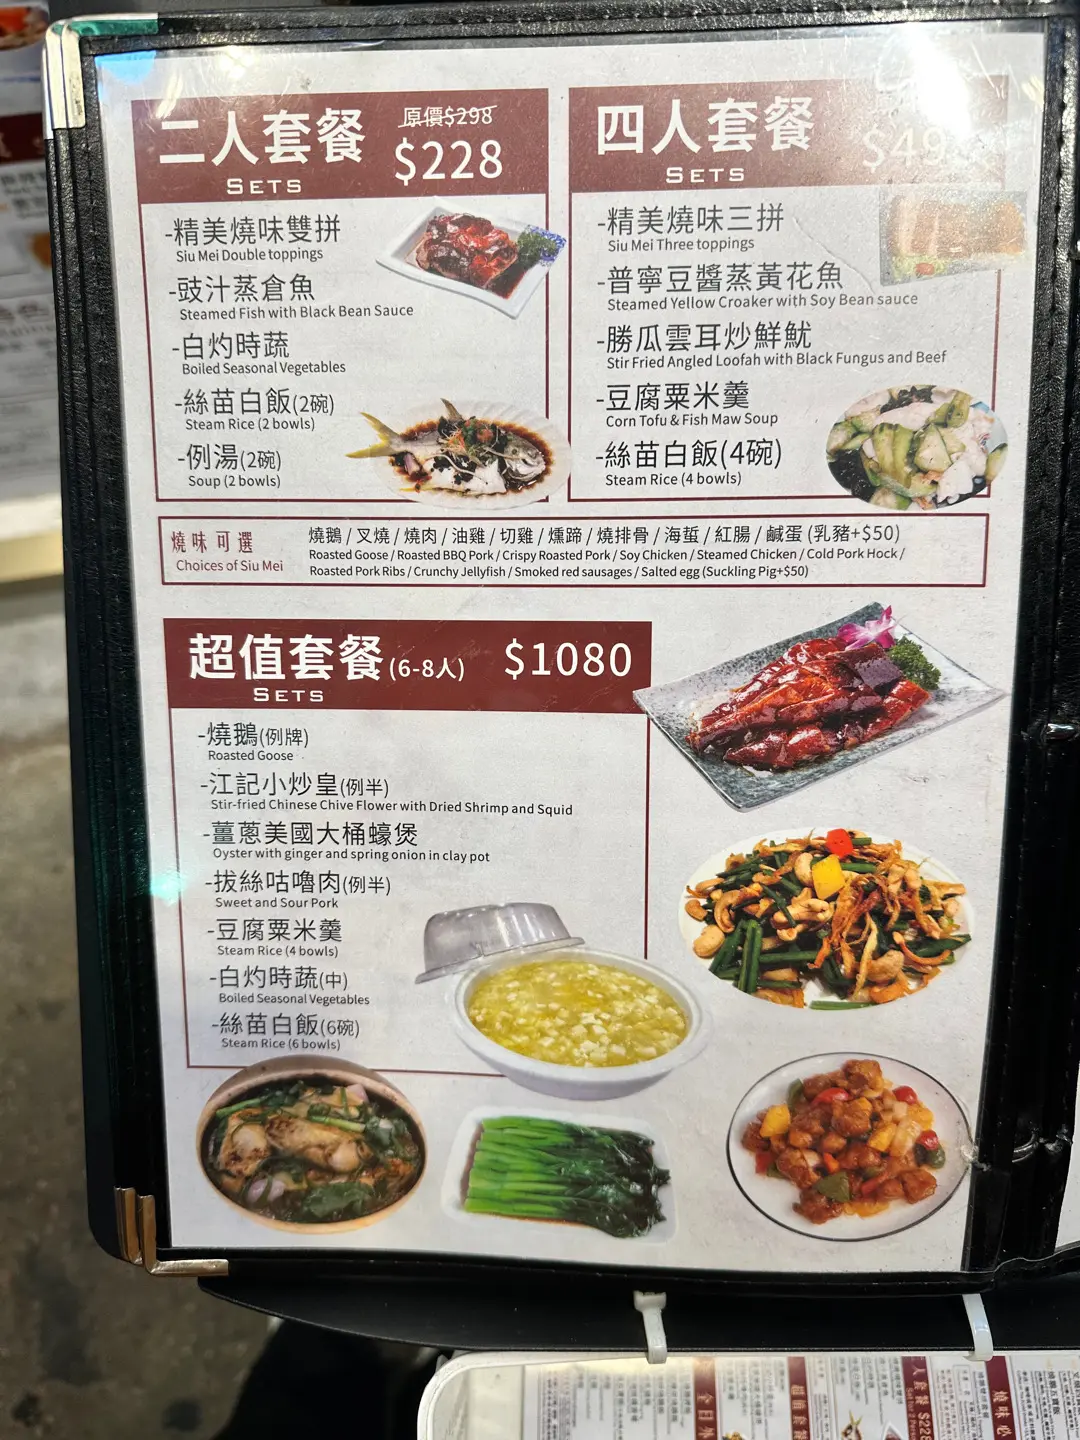 二人套餐
原價$298
$228
SETS
-精美燒味雙拼
Siu Mei Double toppings
-豉汁蒸倉魚
Steamed Fish with Black Bean Sauce
-白灼時蔬
Boiled Seasonal Vegetables
-絲苗白飯(2碗)
Steam Rice (2 bowls)
-例湯(2碗)
Soup (2 bowls)
四人套餐
SETS
-精美燒味三拼
Siu Mei Three toppings
-普寧豆醬蒸黃花魚
Steamed Yellow Croaker with Soy Bean sauce
-勝瓜雲耳炒鮮魷
Stir Fried Angled Loofah with Black Fungus and Beef
-豆腐粟米羹
Corn Tofu & Fish Maw Soup
-絲苗白飯(4碗)
Steam Rice (4 bowls)
燒味可選
Choices of Siu Mei
燒鵝 / 叉燒 / 燒肉 / 油雞 / 切雞 / 燻蹄 / 燒排骨 / 海蜇 / 紅腸 / 鹹蛋 (乳豬+$50)
Roasted Goose / Roasted BBQ Pork / Crispy Roasted Pork / Soy Chicken / Steamed Chicken / Cold Pork Hock /
Roasted Pork Ribs / Crunchy Jellyfish / Smoked red sausages / Salted egg (Suckling Pig+$50)
超值套餐(6-8人) $1080
SETS
-燒鵝(例牌)
Roasted Goose
-江記小炒皇(例半)
Stir-fried Chinese Chive Flower with Dried Shrimp and Squid
-薑蔥美國大桶蠔煲
Oyster with ginger and spring onion in clay pot
-拔絲咕嚕肉(例半)
Sweet and Sour Pork
-豆腐粟米羹
Steam Rice (4 bowls)
-白灼時蔬(中)
Boiled Seasonal Vegetables
-絲苗白飯(6碗)
Steam Rice (6 bowls)